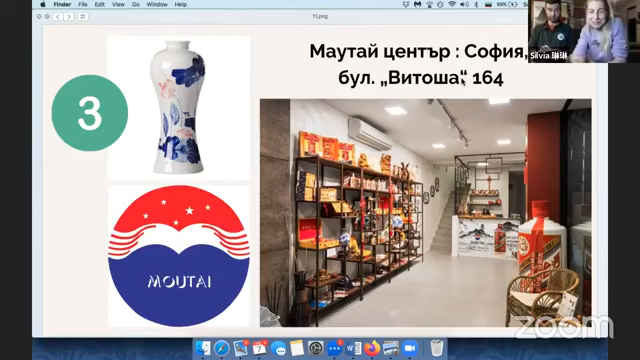 Finder File Edit View Go Window Help
11.png
Silvia 琳琳
Маутай център : София,
бул. „Витоша“ 164
3
MOUTAI
zoom